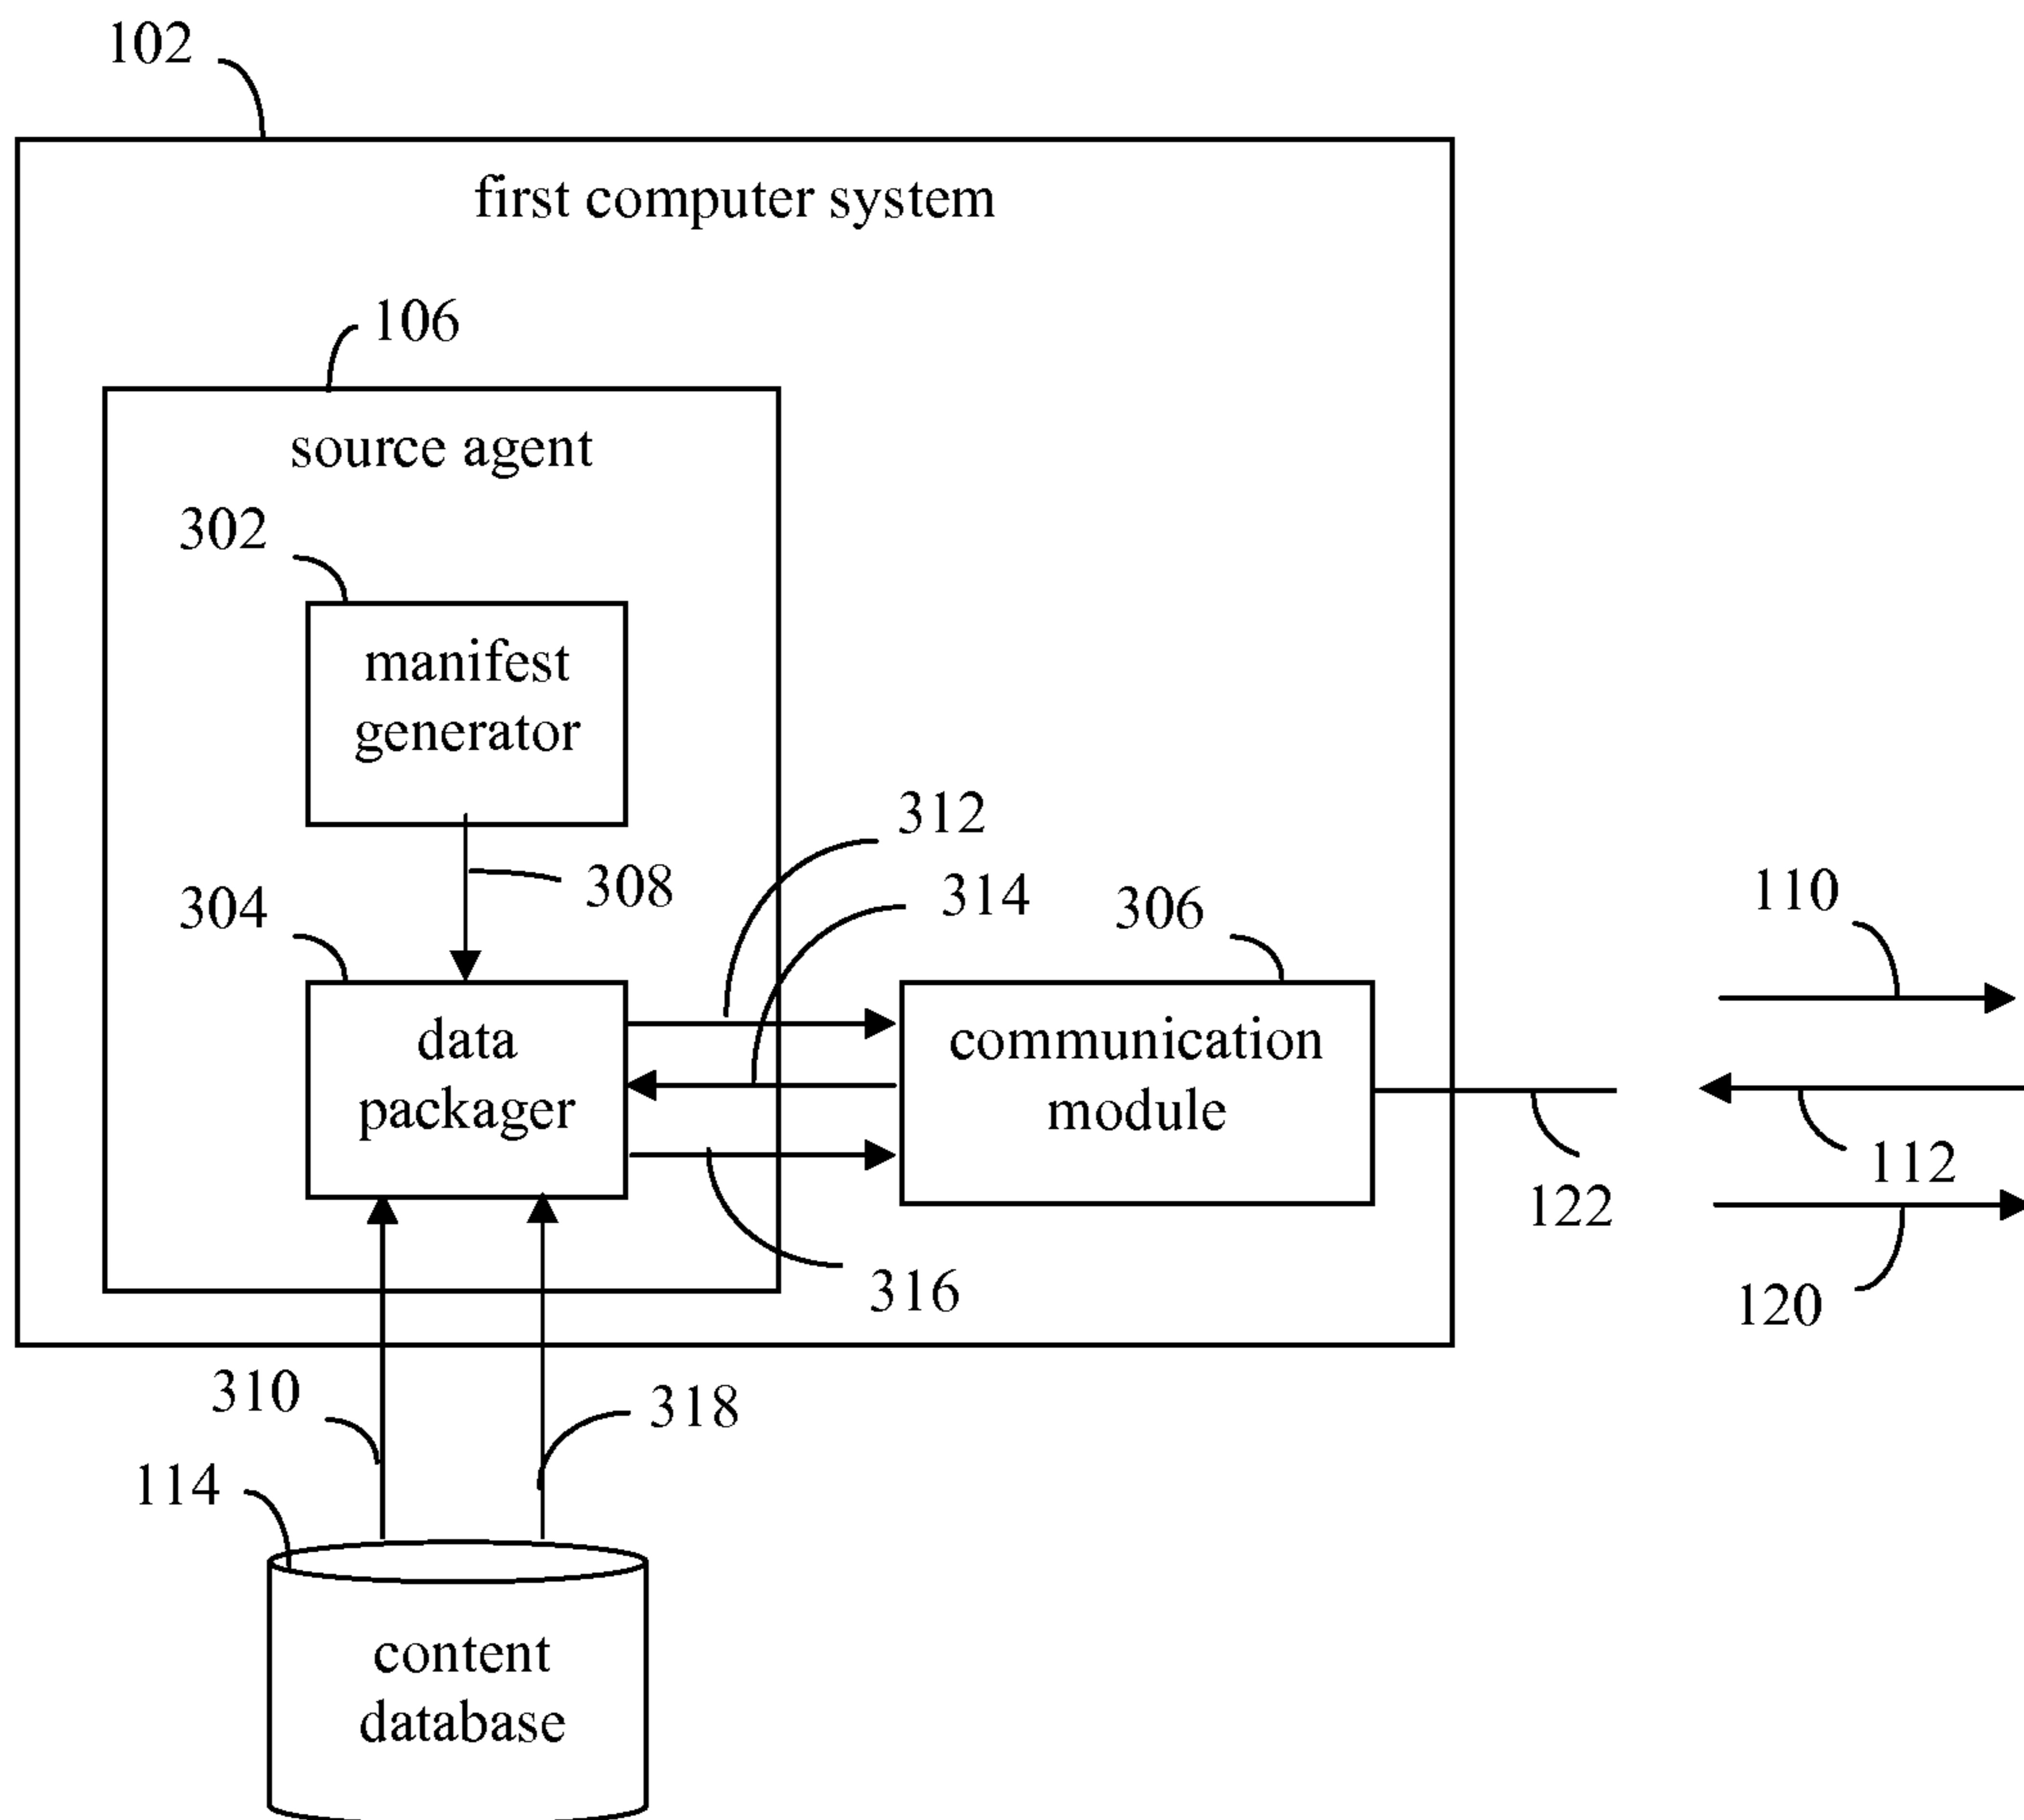 102
first computer system
106
source agent
302
manifest
generator
312
308
314
304
306
110
data
packager
communication
module
112
122
316
120
310
318
114
content
database